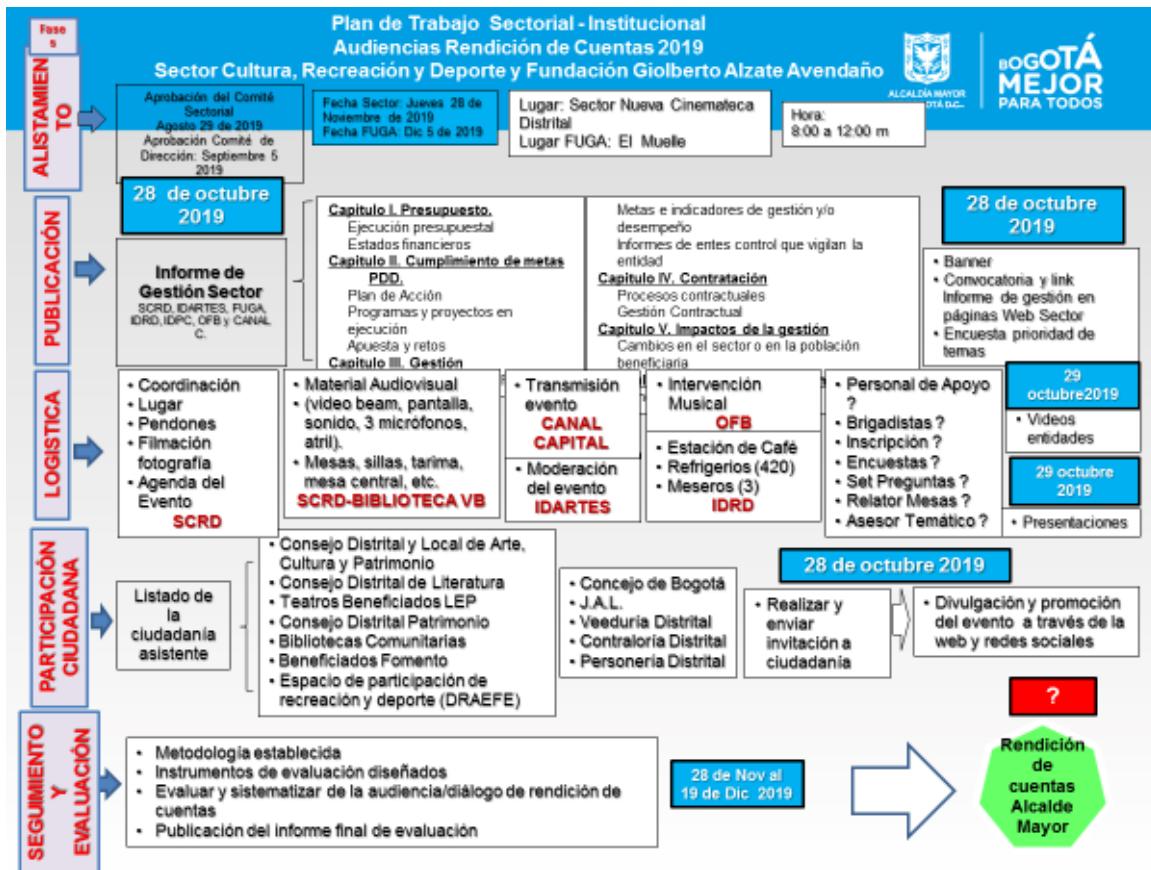 Fase
s
Plan de Trabajo Sectorial - Institucional
Audiencias Rendición de Cuentas 2019
Sector Cultura, Recreación y Deporte y Fundación Giolberto Alzate Avendaño
ALCALDÍA MAYOR
OTÁ D.C.
BOGOTÁ
MEJOR
PARA TODOS
ALISTAMIEN
TO
Aprobación del Comité
Sectorial
Agosto 29 de 2019
Aprobación Comité de
Dirección: Septiembre 5
2019
Fecha Sector: Jueves 28 de
Noviembre de 2019
Fecha FUGA: Dic 5 de 2019
Lugar: Sector Nueva Cinemateca
Distrital
Lugar FUGA: El Muelle
Hora:
8:00 a 12:00 m
PUBLICACIÓN
28 de octubre
2019
Informe de
Gestión Sector
SCRD, IDARTES, FUGA,
IDRD, IDPC, OFB y CANAL
C.
Capitulo I. Presupuesto.
Ejecución presupuestal
Estados financieros
Capitulo II. Cumplimiento de metas
PDD.
Plan de Acción
Programas y proyectos en
ejecución
Apuesta y retos
Capitulo III. Gestión
Metas e indicadores de gestión y/o
desempeño
Informes de entes control que vigilan la
entidad
Capitulo IV. Contratación
Procesos contractuales
Gestión Contractual
Capitulo V. Impactos de la gestión
Cambios en el sector o en la población
beneficiaria
28 de octubre
2019
• Banner
• Convocatoria y link
Informe de gestión en
páginas Web Sector
• Encuesta prioridad de
temas
LOGISTICA
• Coordinación
• Lugar
• Pendones
• Filmación
fotografía
• Agenda del
Evento
SCRD
• Material Audiovisual
• (video beam, pantalla,
sonido, 3 micrófonos,
atril).
• Mesas, sillas, tarima,
mesa central, etc.
SCRD-BIBLIOTECA VB
• Transmisión
evento
CANAL
CAPITAL
• Moderación
del evento
IDARTES
• Intervención
Musical
OFB
• Estación de Café
• Refrigerios (420)
• Meseros (3)
IDRD
• Personal de Apoyo
?
• Brigadistas ?
• Inscripción ?
• Encuestas ?
• Set Preguntas ?
• Relator Mesas ?
• Asesor Temático ?
29
octubre2019
• Videos
entidades
29 octubre
2019
• Presentaciones
PARTICIPACIÓN
CIUDADANA
Listado de
la
ciudadanía
asistente
• Consejo Distrital y Local de Arte,
Cultura y Patrimonio
• Consejo Distrital de Literatura
• Teatros Beneficiados LEP
• Consejo Distrital Patrimonio
• Bibliotecas Comunitarias
• Beneficiados Fomento
• Espacio de participación de
recreación y deporte (DRAEFE)
• Concejo de Bogotá
• J.A.L.
• Veeduría Distrital
• Contraloría Distrital
• Personería Distrital
28 de octubre 2019
• Realizar y
enviar
invitación a
ciudadanía
• Divulgación y promoción
del evento a través de la
web y redes sociales
SEGUIMIENTO
Y
EVALUACIÓN
• Metodología establecida
• Instrumentos de evaluación diseñados
• Evaluar y sistematizar de la audiencia/diálogo de rendición de
cuentas
• Publicación del informe final de evaluación
28 de Nov al
19 de Dic 2019
?
Rendición
de
cuentas
Alcalde
Mayor